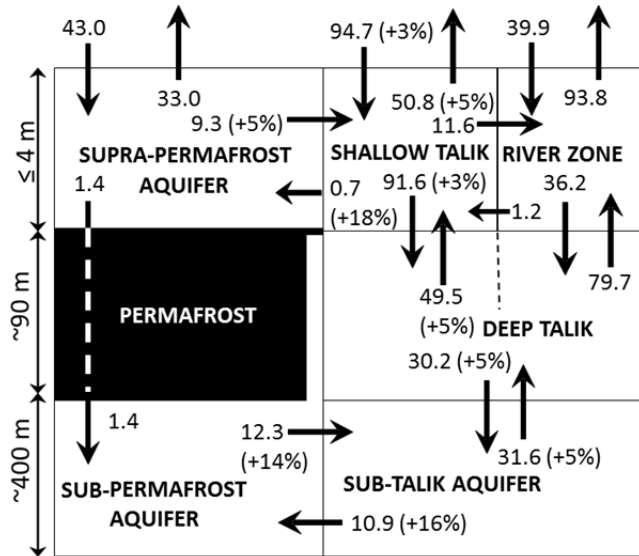 43.0
94.7 (+3%)
39.9
33.0
50.8 (+5%)
93.8
9.3 (+5%)
11.6
≤ 4 m
SUPRA-PERMAFROST
AQUIFER
SHALLOW TALIK
RIVER ZONE
1.4
0.7
(+18%)
91.6 (+3%)
1.2
36.2
~90 m
PERMAFROST
49.5
(+5%)
79.7
DEEP TALIK
30.2 (+5%)
~400 m
1.4
12.3
(+14%)
31.6 (+5%)
SUB-PERMAFROST
AQUIFER
SUB-TALIK AQUIFER
10.9 (+16%)